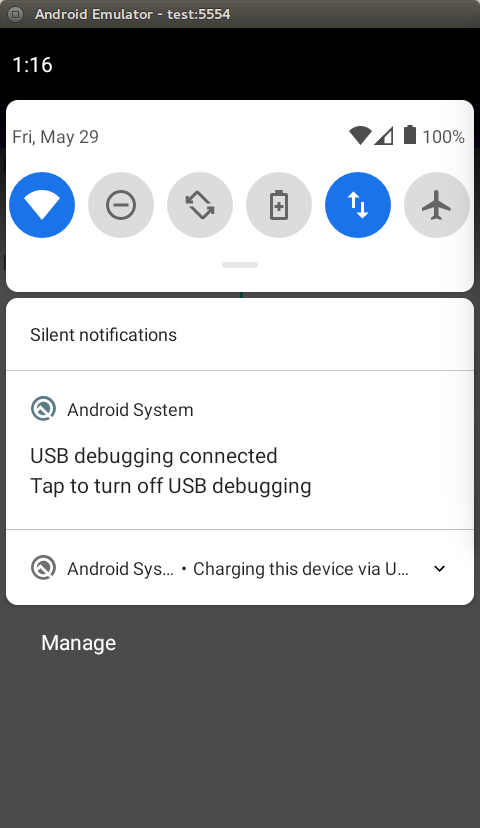 Android Emulator - test:5554
1:16
Fri, May 29
100%
Silent notifications
Android System
USB debugging connected
Tap to turn off USB debugging
Android Sys… • Charging this device via U…
Manage